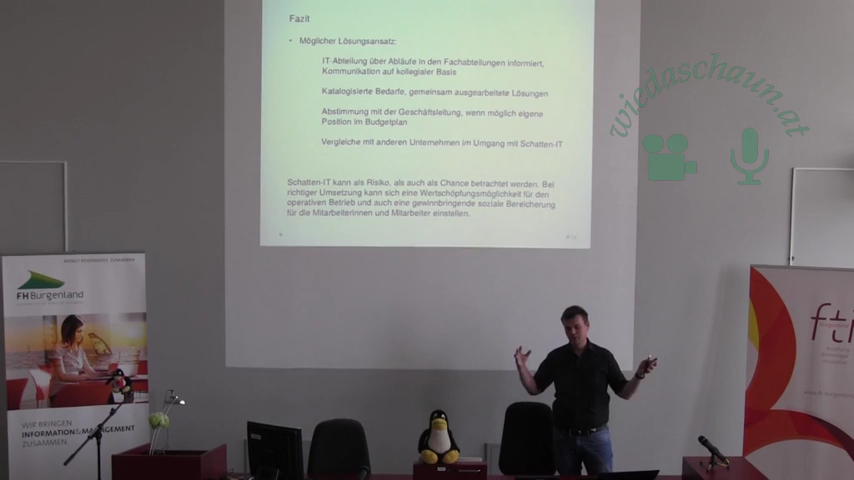 Fazit
• Möglicher Lösungsansatz:
IT-Abteilung über Abläufe in den Fachabteilungen informiert,
Kommunikation auf kollegialer Basis
Katalogisierte Bedarfe, gemeinsam ausgearbeitete Lösungen
Abstimmung mit der Geschäftsleitung, wenn möglich eigene
Position im Budgetplan
Vergleiche mit anderen Unternehmen im Umgang mit Schatten-IT
Schatten-IT kann als Risiko, als auch als Chance betrachtet werden. Bei
richtiger Umsetzung kann sich eine Wertschöpfungsmöglichkeit für den
operativen Betrieb und auch eine gewinnbringende soziale Bereicherung
für die Mitarbeiterinnen und Mitarbeiter einstellen.
wiedaschaun.at
FH Burgenland
WIR BRINGEN
INFORMATION & MANAGEMENT
ZUSAMMEN.
fti